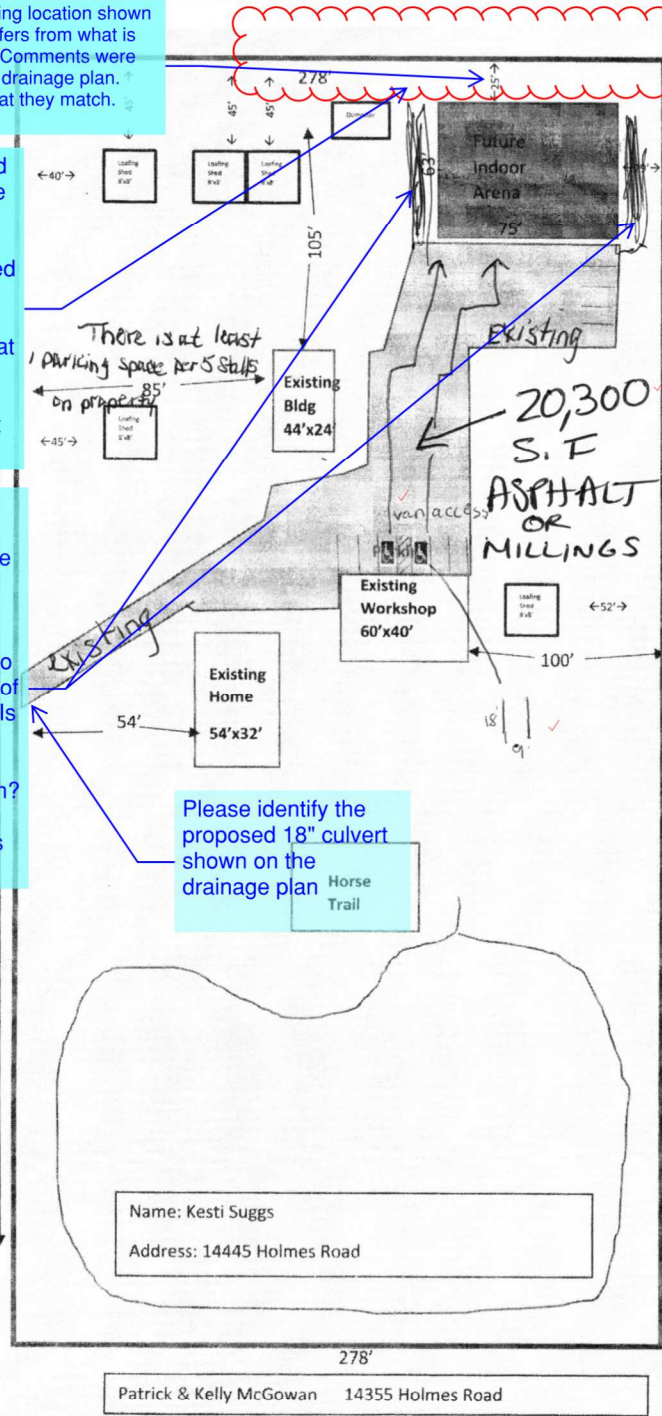 ing location shown
fers from what is
Comments were
drainage plan.
at they match.
278'
25'
45'
45'
45'
Dumpster
Loafing
Shed
8'x8'
Loafing
Shed
8'x8'
Loafing
Shed
8'x8'
40'
63'
Future
Indoor
Arena
75'
105'
d
e
ed
at
There is at least
1 parking space per 5 stalls
on property
85'
Existing
Bldg
44'x24'
Existing
45'
Loafing
Shed
8'x8'
20,300
S.F
ASPHALT
OR
MILLINGS
van access
e
Existing
Workshop
60'x40'
Loafing
Shed
8'x8'
52'
100'
existing
o
of
ls
n?
s
Existing
Home
54'x32'
54'
18'
9'
Please identify the
proposed 18" culvert
shown on the
drainage plan
Horse
Trail
Name: Kesti Suggs
Address: 14445 Holmes Road
278'
Patrick & Kelly McGowan 14355 Holmes Road